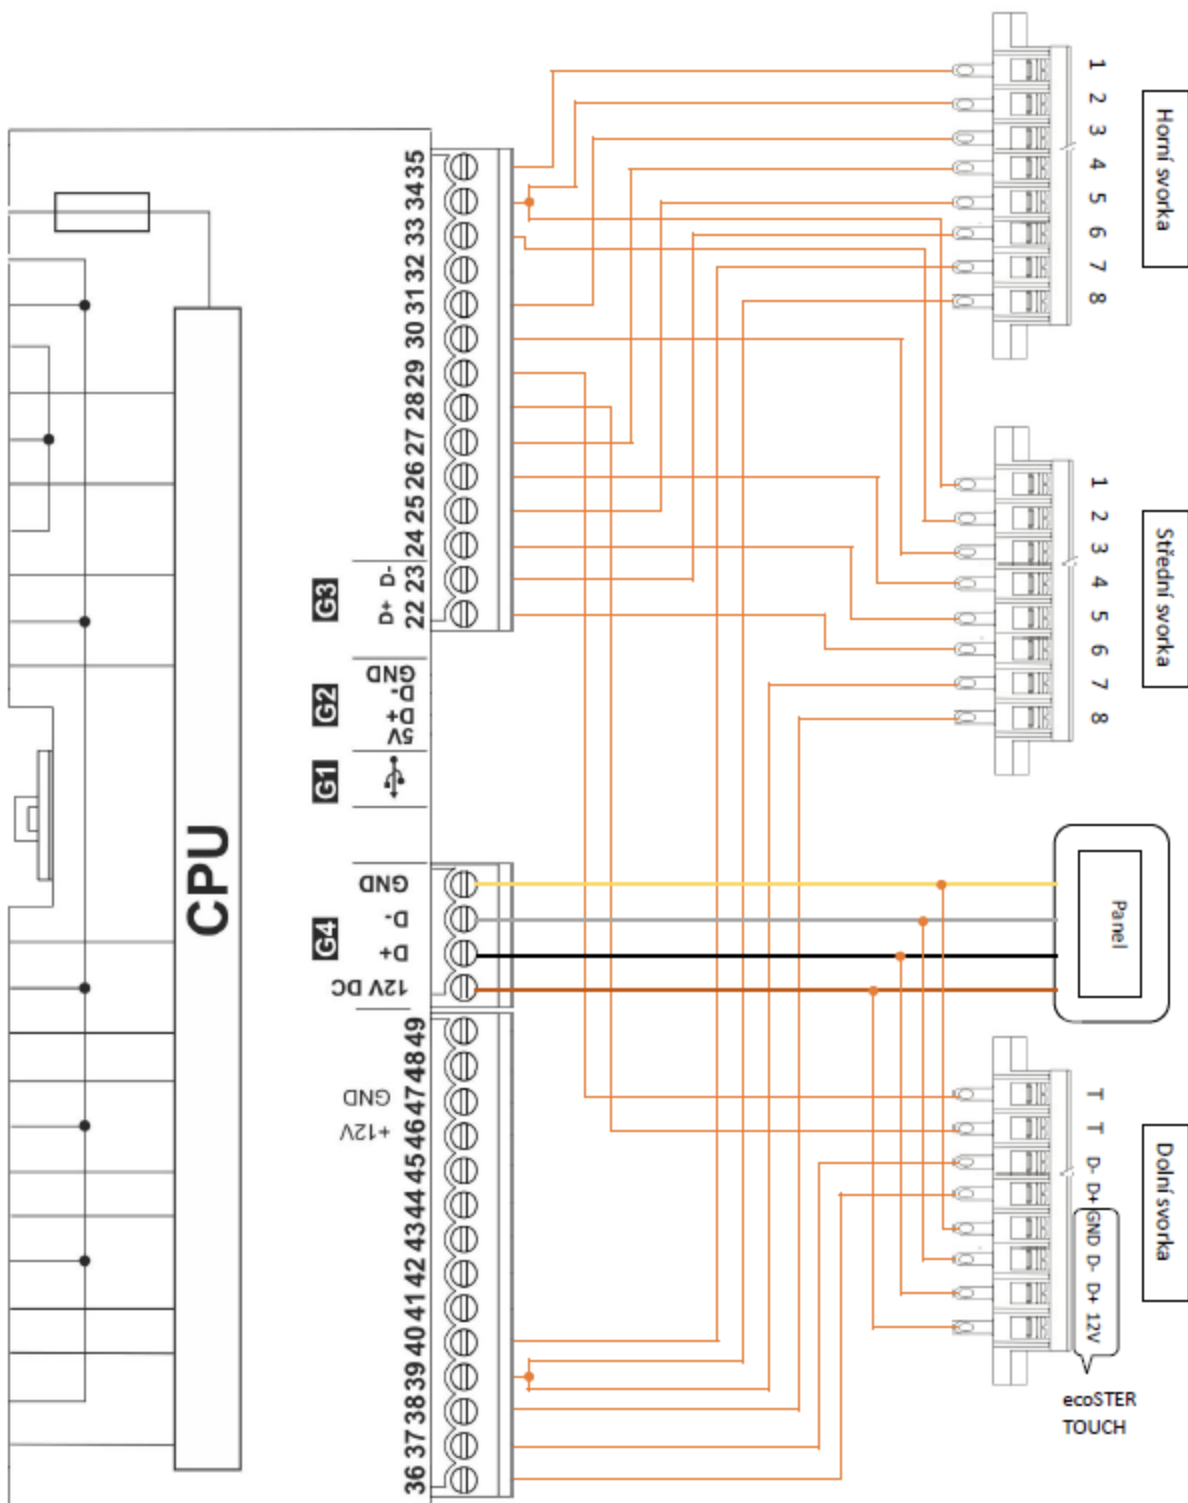 1
2
3
4
5
6
7
8
Horní svorka
35
34
33
32
31
30
29
28
27
26
25
24
23 D-
22 D+
G3
GND
D-
D+
5V
G2
G1
CPU
1
2
3
4
5
6
7
8
Střední svorka
GND
D-
D+
12V DC
G4
Panel
49
48
47 GND
46 +12V
45
44
43
42
41
40
39
38
37
36
T
T
D-
D+
GND
D-
D+
12V
Dolní svorka
ecoSTER
TOUCH